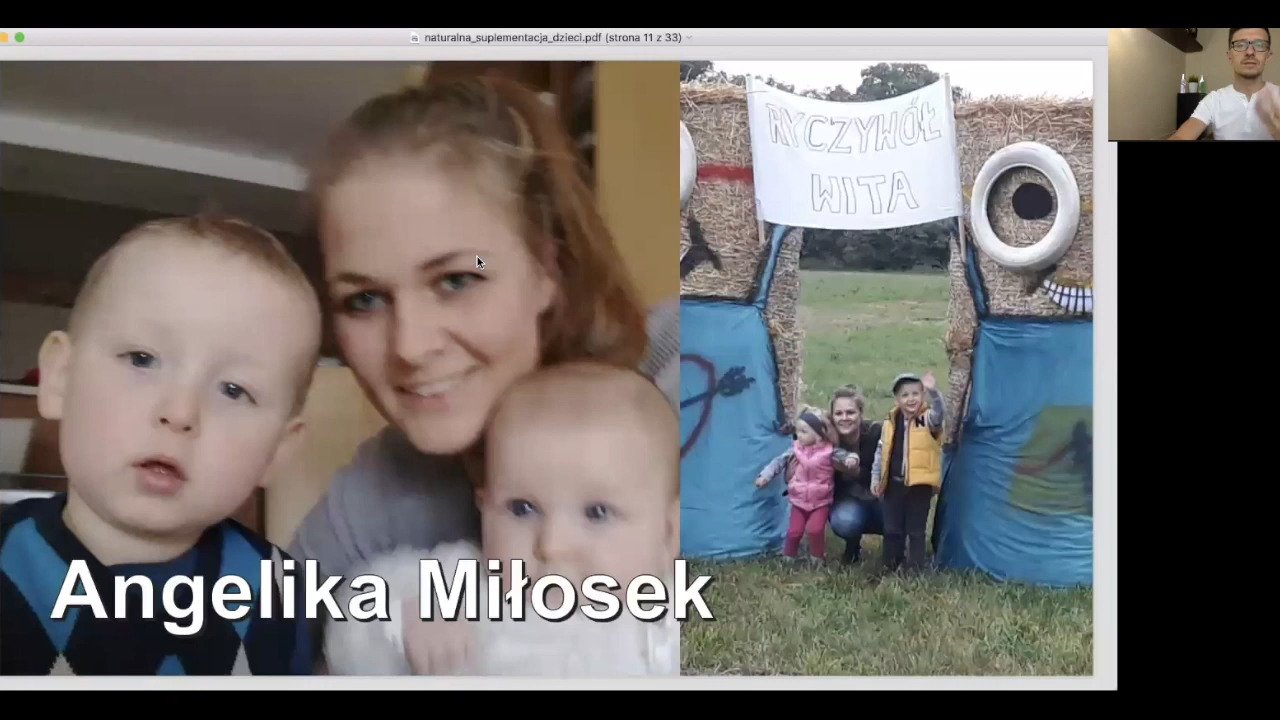 naturalna_suplementacja_dzieci.pdf (strona 11 z 33)
RYCZYWÓŁ
WITA
N
Angelika Miłosek